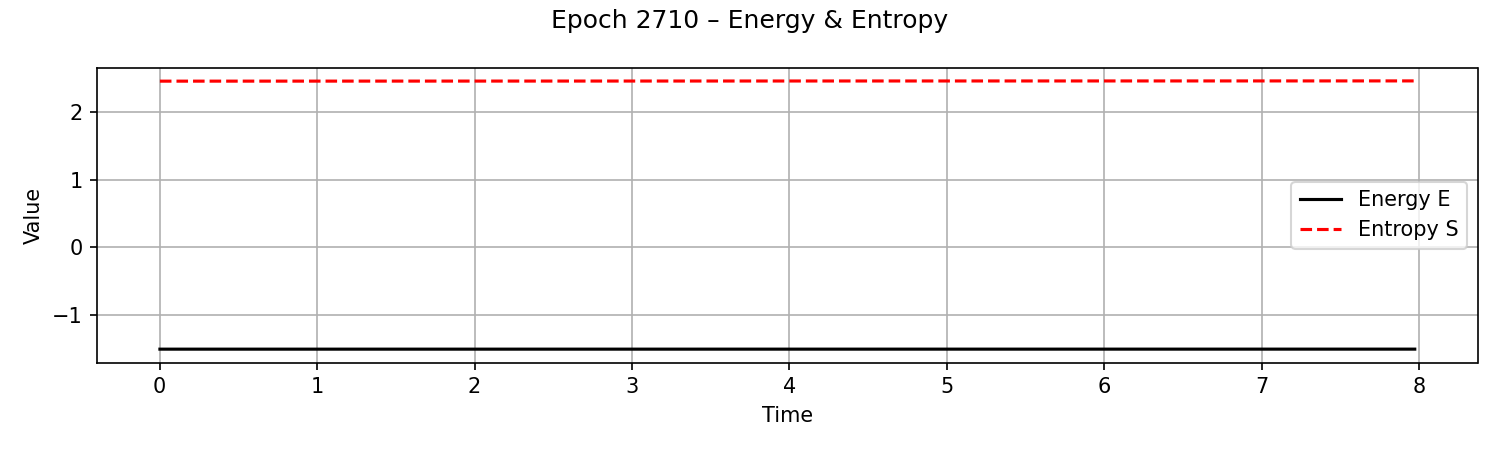 Epoch 2710 – Energy & Entropy
Value
2
1
0
−1
Energy E
Entropy S
0 1 2 3 4 5 6 7 8
Time